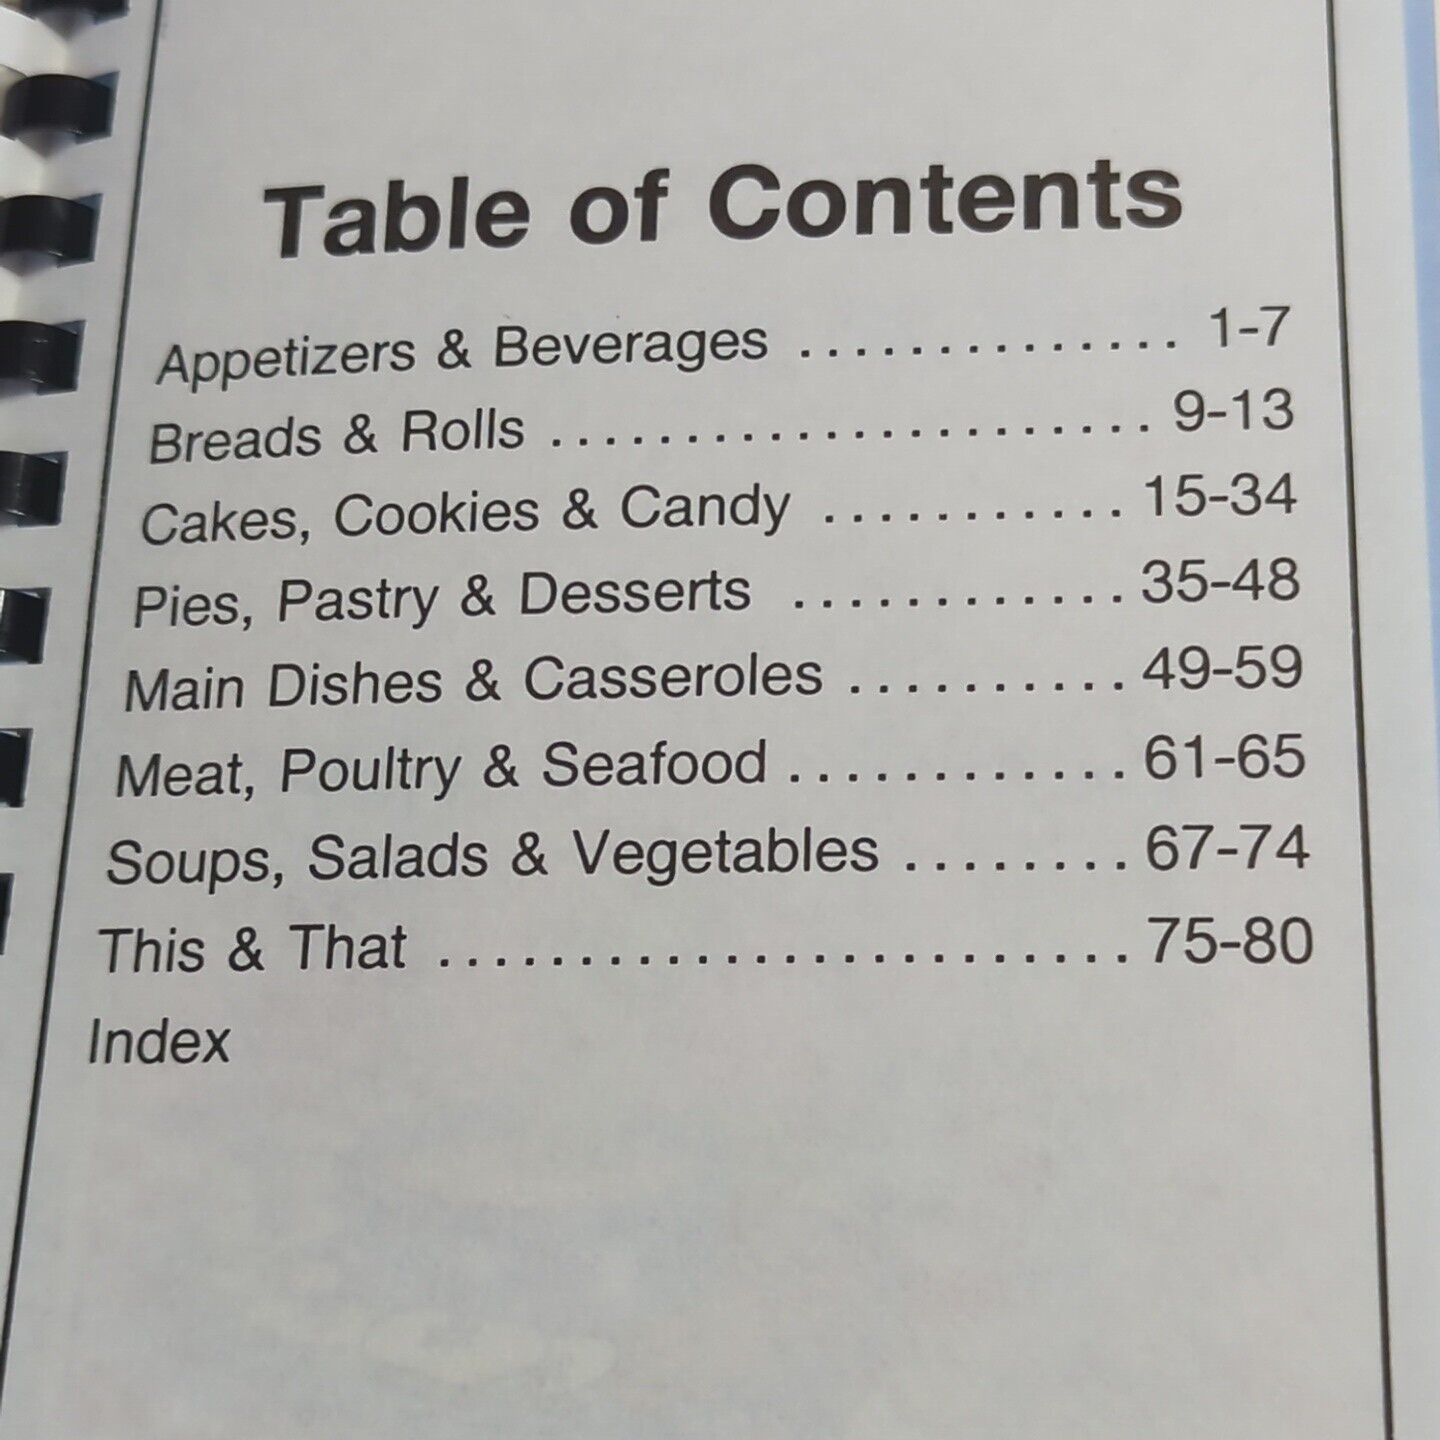 Table of Contents
Appetizers & Beverages .............. 1-7
Breads & Rolls ....................... 9-13
Cakes, Cookies & Candy ........... 15-34
Pies, Pastry & Desserts ............ 35-48
Main Dishes & Casseroles .......... 49-59
Meat, Poultry & Seafood ............ 61-65
Soups, Salads & Vegetables ........ 67-74
This & That ........................ 75-80
Index